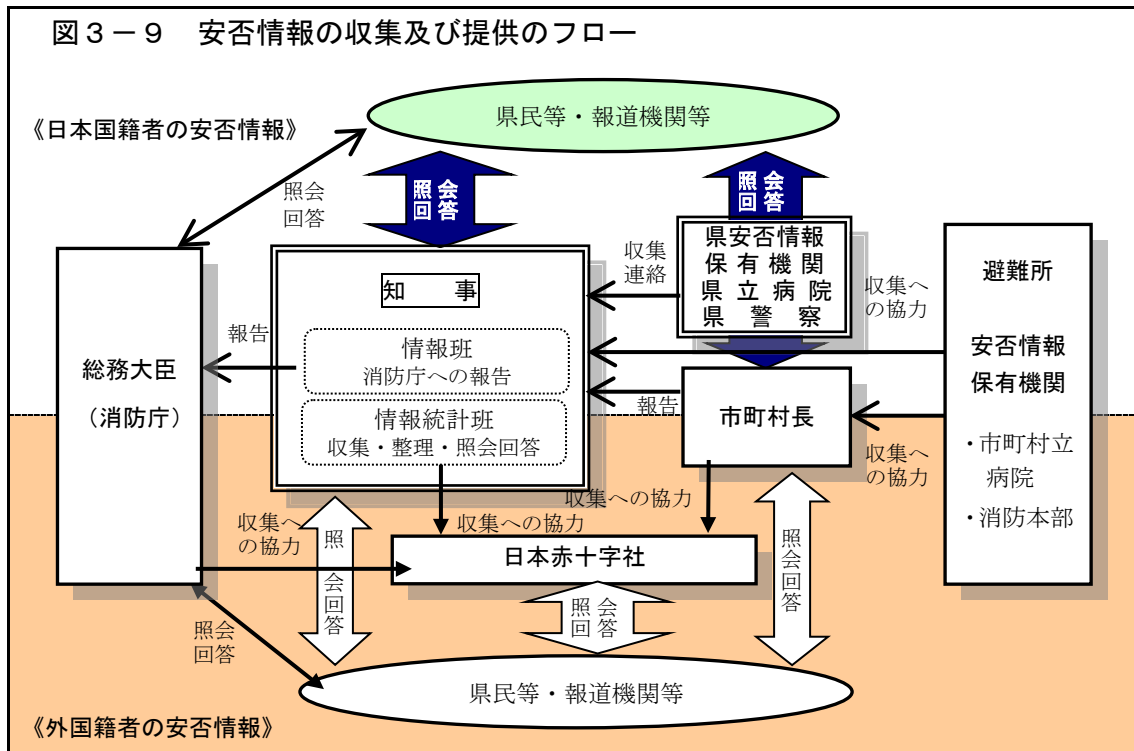 図３－９　安否情報の収集及び提供のフロー
県民等・報道機関等
《日本国籍者の安否情報》
照会
回答
照会
回答
照会
回答
県安否情報
保有機関
県立病院
県警察
収集
連絡
知　　事
情報班
消防庁への報告
情報統計班
収集・整理・照会回答
報告
総務大臣
（消防庁）
報告
市町村長
収集へ
の協力
避難所
安否情報
保有機関
・市町村立
病院
・消防本部
収集へ
の協力
収集への協力
収集への協力
収集へ
の協力
日本赤十字社
照会回答
照会
回答
照会回答
照会
回答
県民等・報道機関等
《外国籍者の安否情報》